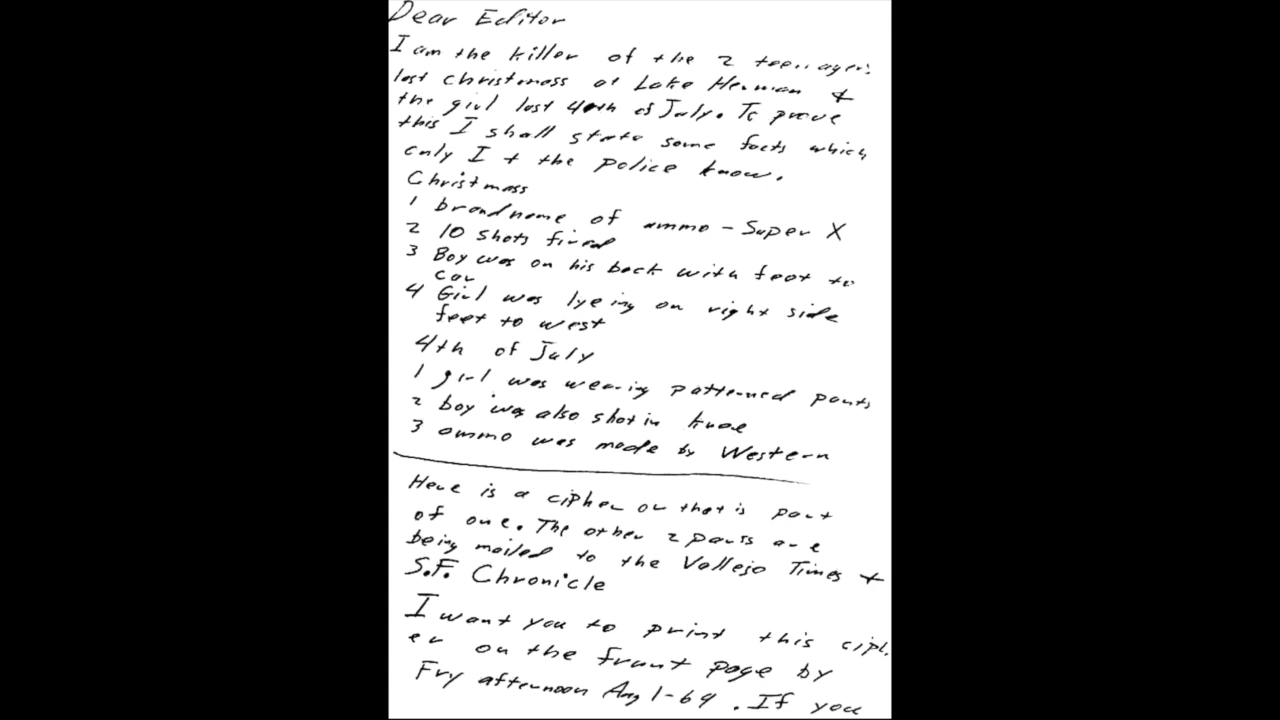 Dear Editor
I am the killer of the 2 teenagers
last christmass at Lake Herman &
the girl last 4th of July. To prove
this I shall state some facts which
only I + the police know.
Christmass
1 brand name of ammo - Super X
2 10 shots fired
3 Boy was on his back with feet to
car
4 Girl was lyeing on right side
feet to west
4th of July
1 girl was wearing patterned pants
2 boy was also shot in knee
3 ammo was made by Western
Here is a cipher or that is part
of one. The other 2 parts are
being mailed to the Vallejo Times +
S.F. Chronicle
I want you to print this ciph
er on the frunt page by
Fry afternoon Aug 1-69. If you